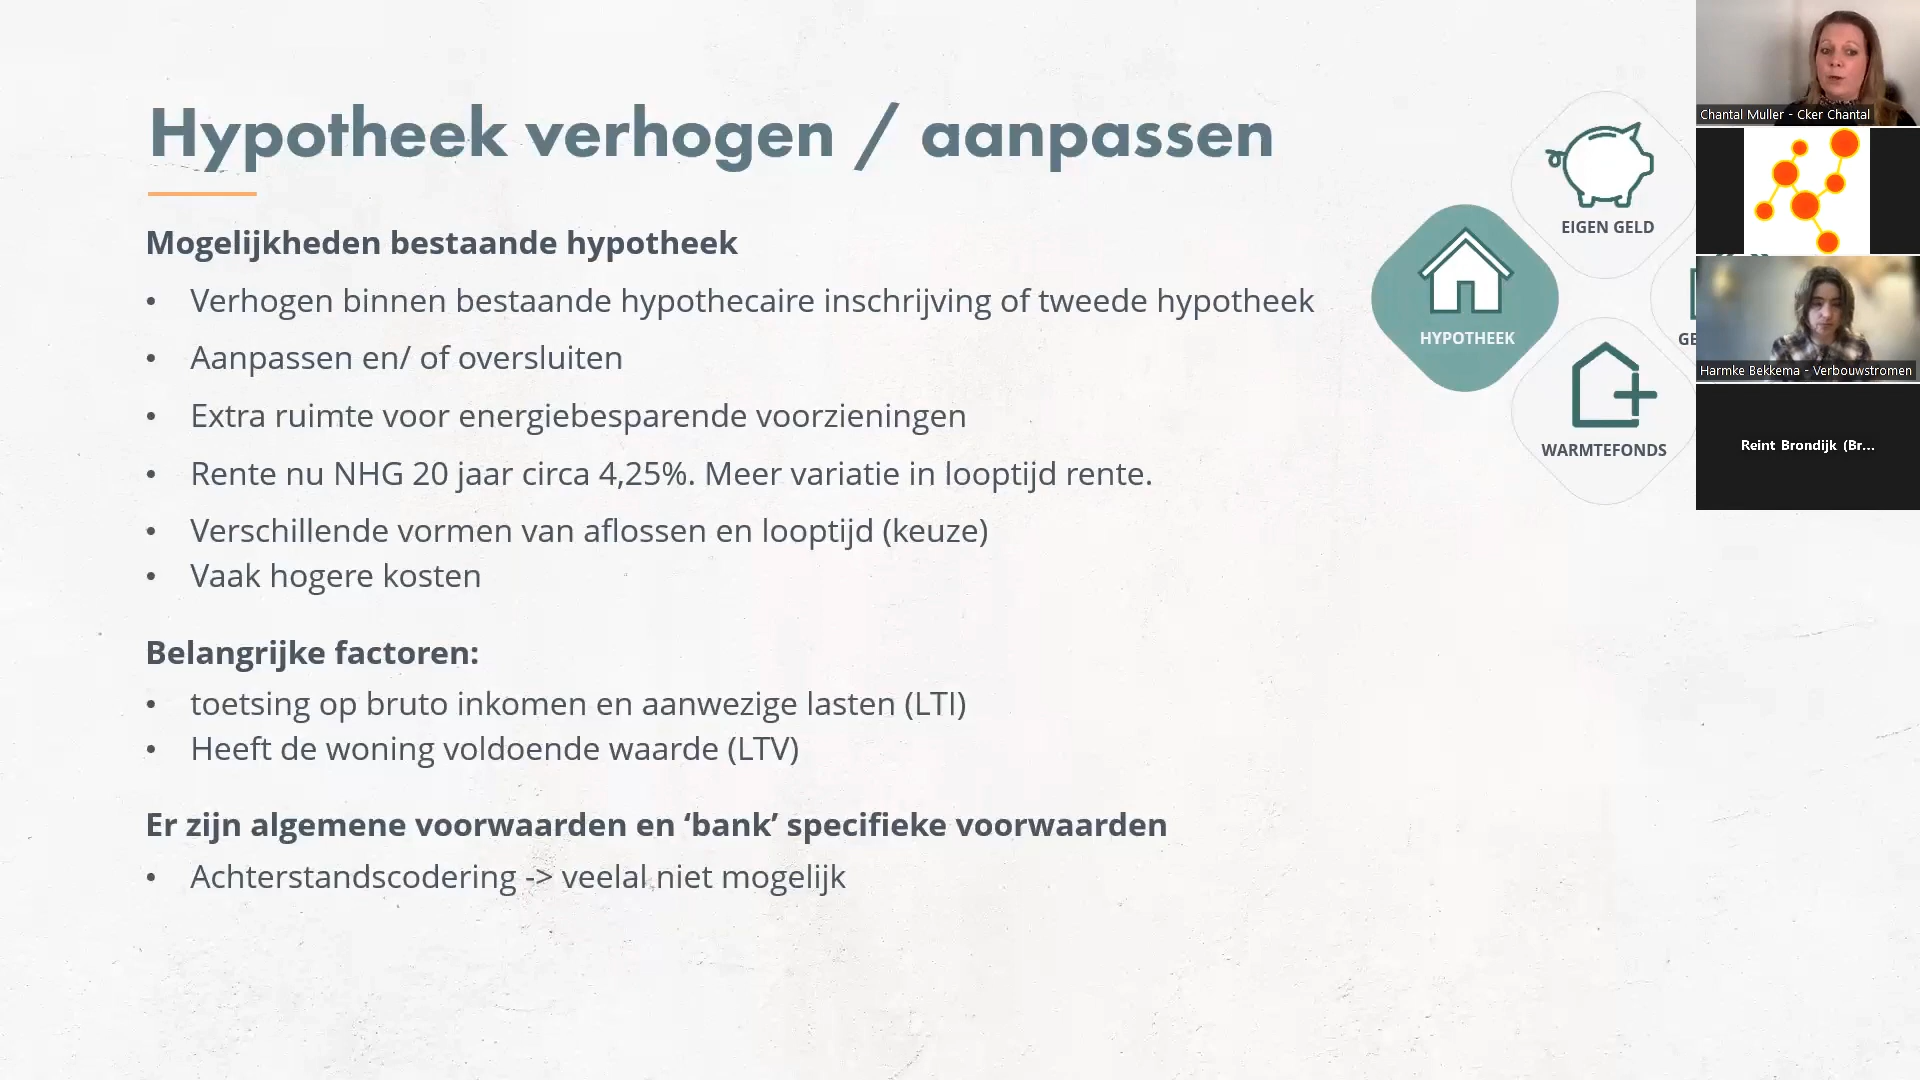 Hypotheek verhogen / aanpassen
Mogelijkheden bestaande hypotheek
• Verhogen binnen bestaande hypothecaire inschrijving of tweede hypotheek
• Aanpassen en/ of oversluiten
• Extra ruimte voor energiebesparende voorzieningen
• Rente nu NHG 20 jaar circa 4,25%. Meer variatie in looptijd rente.
• Verschillende vormen van aflossen en looptijd (keuze)
• Vaak hogere kosten
Belangrijke factoren:
• toetsing op bruto inkomen en aanwezige lasten (LTI)
• Heeft de woning voldoende waarde (LTV)
Er zijn algemene voorwaarden en ‘bank’ specifieke voorwaarden
• Achterstandscodering -> veelal niet mogelijk
EIGEN GELD
HYPOTHEEK
GE
WARMTEFONDS
Chantal Muller - Cker Chantal
Harmke Bekkema - Verbouwstromen
Reint Brondijk (Br...